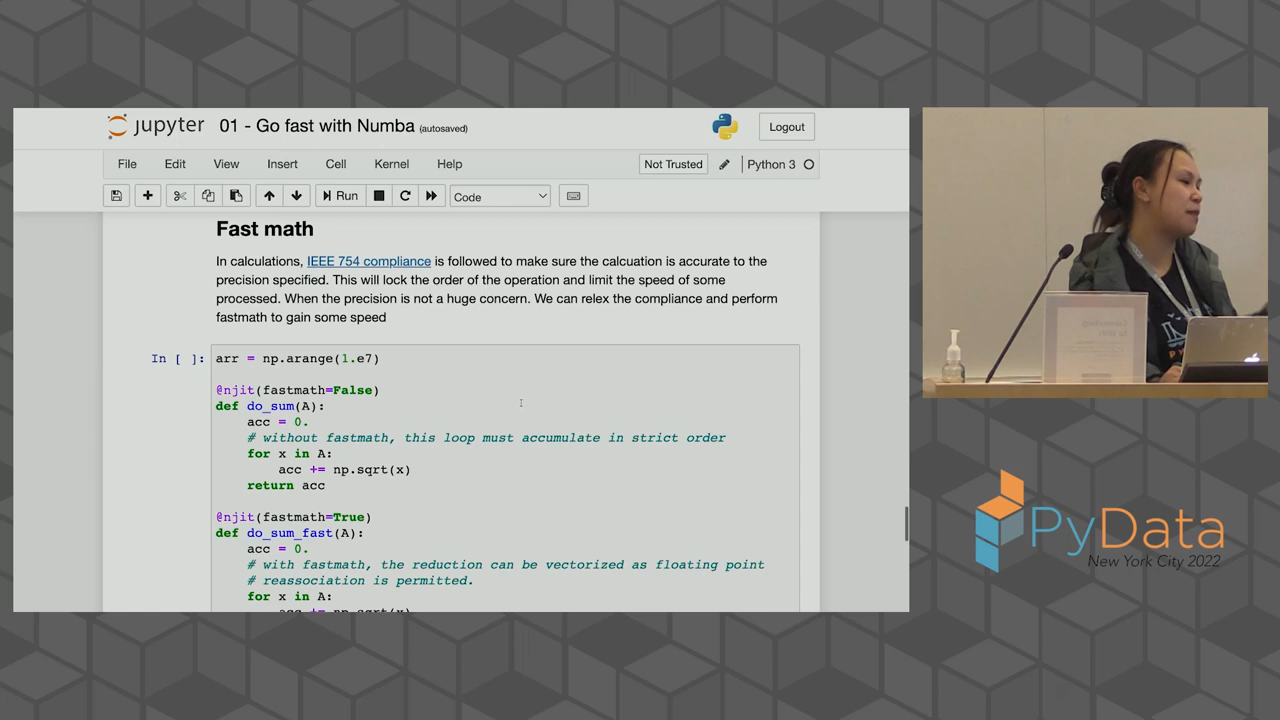 jupyter 01 - Go fast with Numba (autosaved)
Logout
File Edit View Insert Cell Kernel Help
Not Trusted
Python 3
Run
Code
Fast math
In calculations, IEEE 754 compliance is followed to make sure the calcuation is accurate to the
precision specified. This will lock the order of the operation and limit the speed of some
processed. When the precision is not a huge concern. We can relex the compliance and perform
fastmath to gain some speed
In [ ]: arr = np.arange(1.e7)
@njit(fastmath=False)
def do_sum(A):
acc = 0.
# without fastmath, this loop must accumulate in strict order
for x in A:
acc += np.sqrt(x)
return acc
@njit(fastmath=True)
def do_sum_fast(A):
acc = 0.
# with fastmath, the reduction can be vectorized as floating point
# reassociation is permitted.
for x in A:
acc += np.sqrt(x)
PyData
New York City 2022